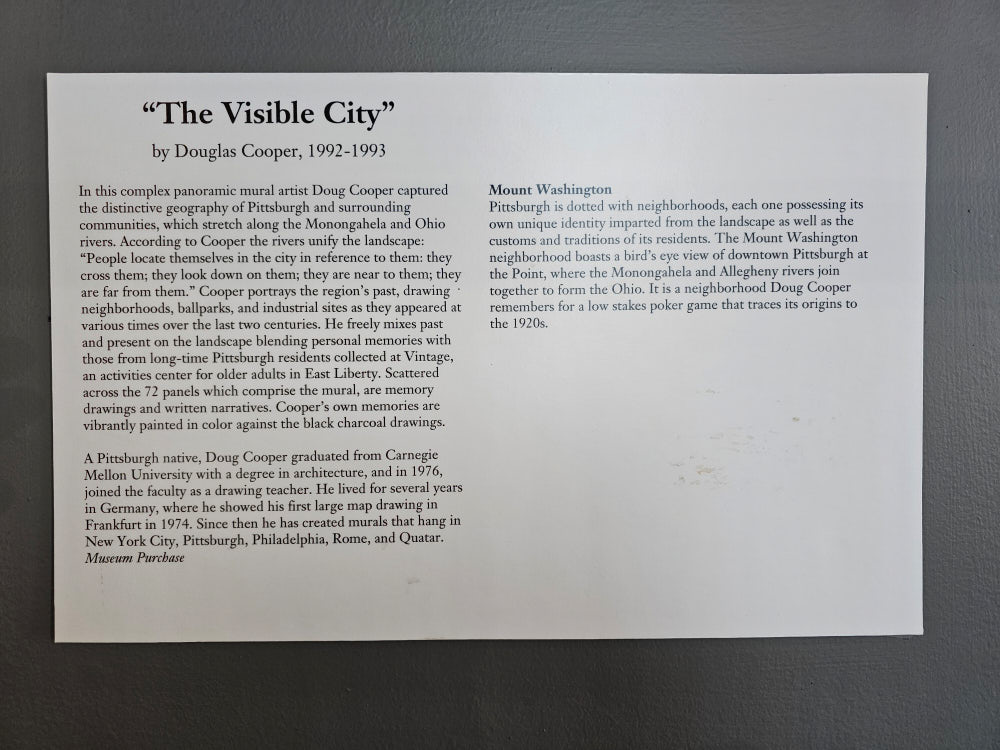 “The Visible City”
by Douglas Cooper, 1992-1993
In this complex panoramic mural artist Doug Cooper captured
the distinctive geography of Pittsburgh and surrounding
communities, which stretch along the Monongahela and Ohio
rivers. According to Cooper the rivers unify the landscape:
“People locate themselves in the city in reference to them: they
cross them; they look down on them; they are near to them; they
are far from them.” Cooper portrays the region’s past, drawing
neighborhoods, ballparks, and industrial sites as they appeared at
various times over the last two centuries. He freely mixes past
and present on the landscape blending personal memories with
those from long-time Pittsburgh residents collected at Vintage,
an activities center for older adults in East Liberty. Scattered
across the 72 panels which comprise the mural, are memory
drawings and written narratives. Cooper’s own memories are
vibrantly painted in color against the black charcoal drawings.
A Pittsburgh native, Doug Cooper graduated from Carnegie
Mellon University with a degree in architecture, and in 1976,
joined the faculty as a drawing teacher. He lived for several years
in Germany, where he showed his first large map drawing in
Frankfurt in 1974. Since then he has created murals that hang in
New York City, Pittsburgh, Philadelphia, Rome, and Quatar.
Museum Purchase
Mount Washington
Pittsburgh is dotted with neighborhoods, each one possessing its
own unique identity imparted from the landscape as well as the
customs and traditions of its residents. The Mount Washington
neighborhood boasts a bird’s eye view of downtown Pittsburgh at
the Point, where the Monongahela and Allegheny rivers join
together to form the Ohio. It is a neighborhood Doug Cooper
remembers for a low stakes poker game that traces its origins to
the 1920s.